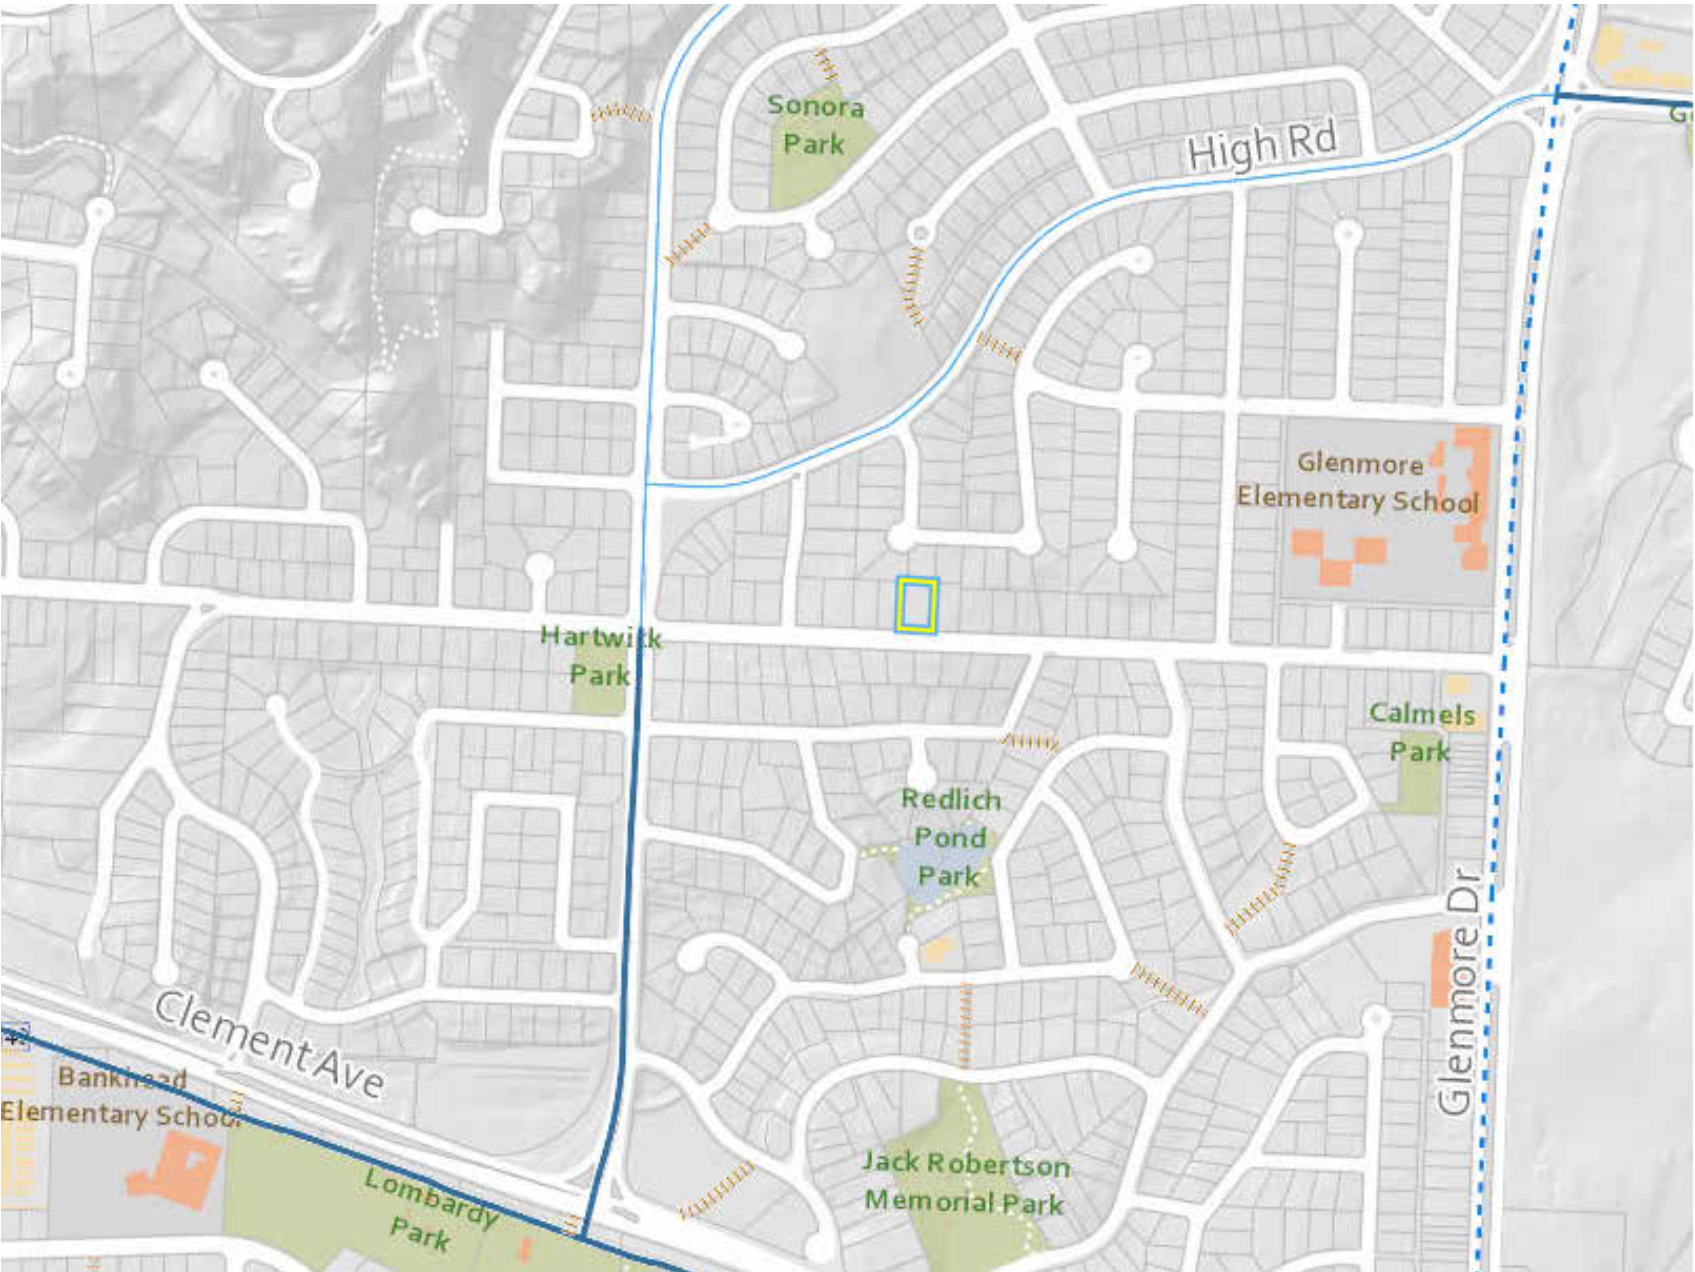 Sonora
Park
High Rd
Glenmore
Elementary School
Hartwick
Park
Calmels
Park
Redlich
Pond
Park
Glenmore Dr
Clement Ave
Bankhead
Elementary School
Lombardy
Park
Jack Robertson
Memorial Park